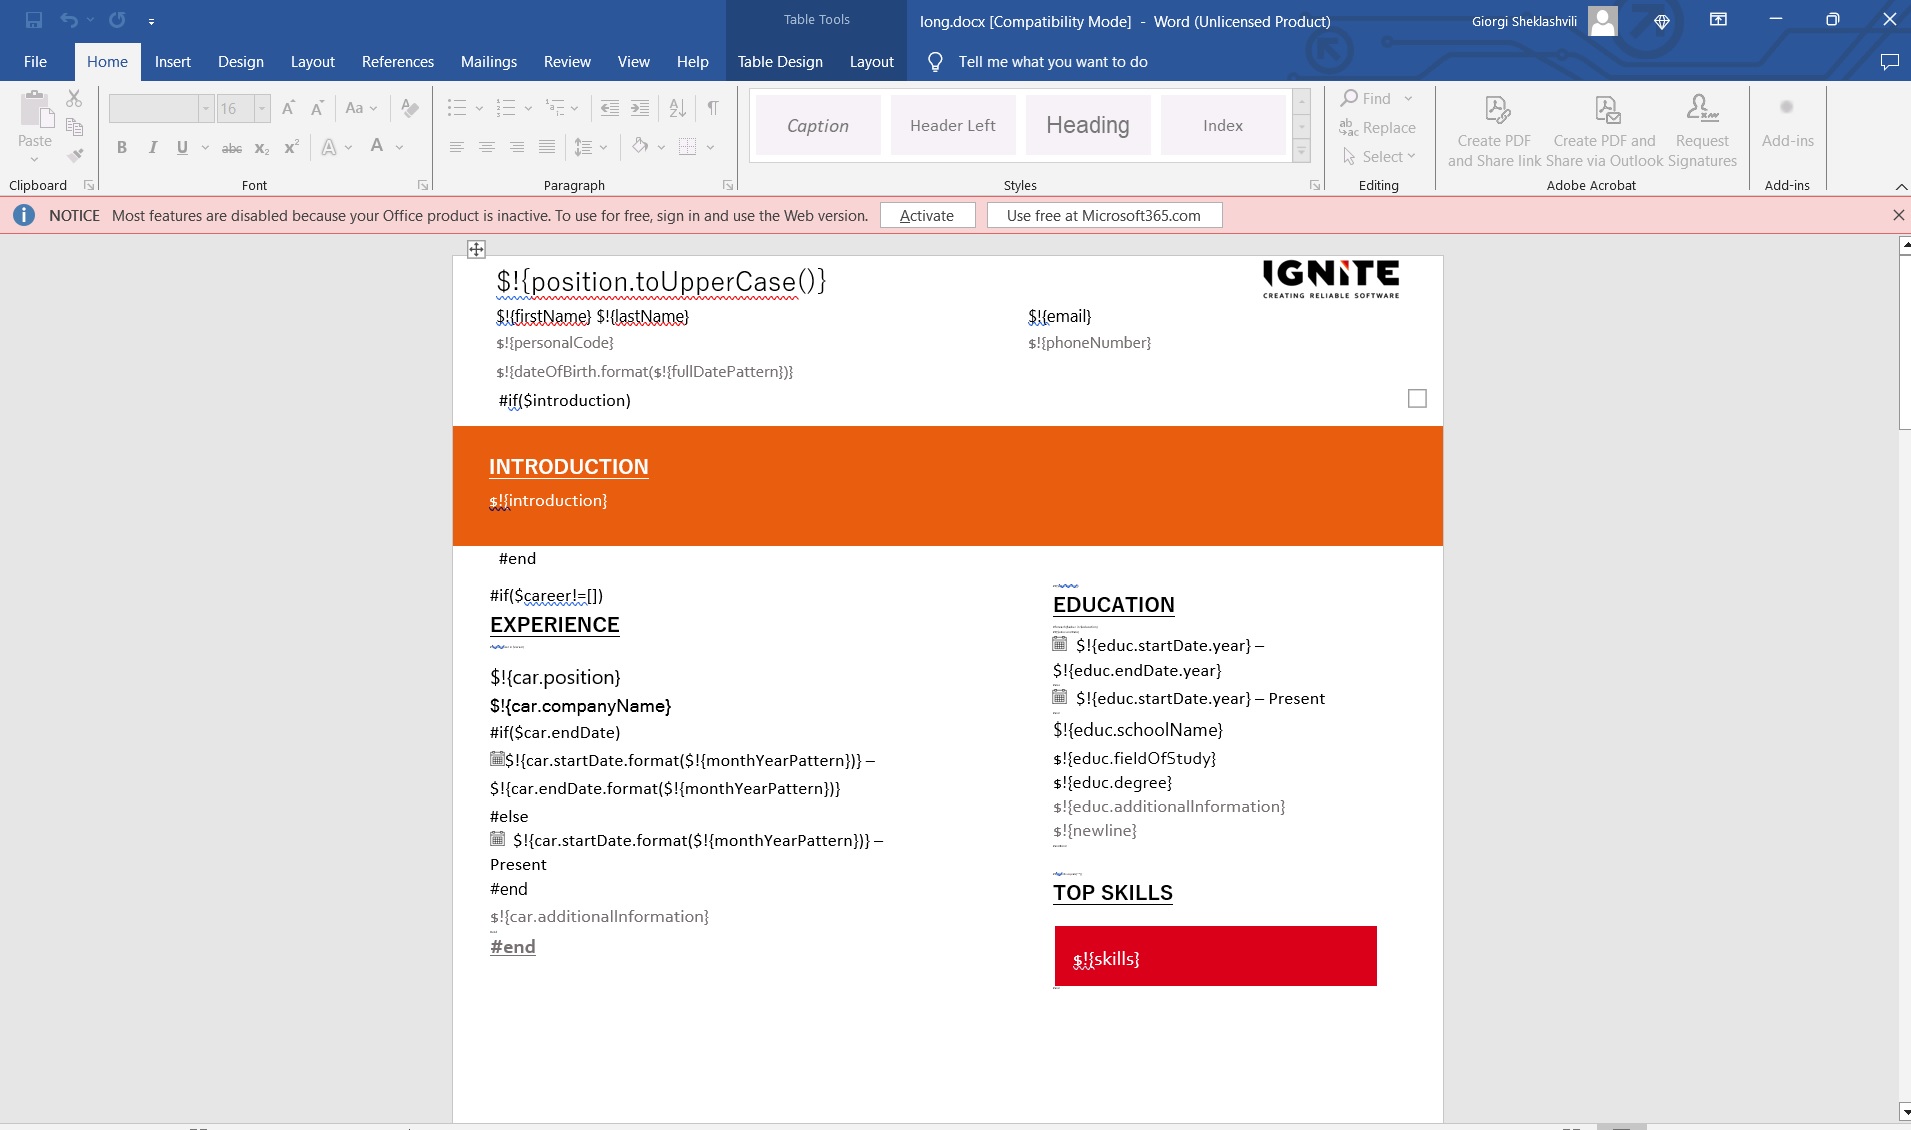 Table Tools
long.docx [Compatibility Mode] - Word (Unlicensed Product)
Giorgi Sheklashvili
File Home Insert Design Layout References Mailings Review View Help Table Design Layout Tell me what you want to do
Paste
Clipboard
16
Aa
B I U abc x₂ x² A A
Font
Paragraph
Caption Header Left Heading Index
Styles
Find
Replace
Select
Editing
Create PDF and Share link
Create PDF and Share via Outlook
Request Signatures
Adobe Acrobat
Add-ins
Add-ins
NOTICE Most features are disabled because your Office product is inactive. To use for free, sign in and use the Web version. Activate Use free at Microsoft365.com
$!{position.toUpperCase()}
IGNITE
CREATING RELIABLE SOFTWARE
$!{firstName} $!{lastName}
$!{email}
$!{personalCode}
$!{phoneNumber}
$!{dateOfBirth.format($!{fullDatePattern})}
#if($introduction)
INTRODUCTION
$!{introduction}
#end
#if($career!=[])
EXPERIENCE
$!{car.position}
$!{car.companyName}
#if($car.endDate)
$!{car.startDate.format($!{monthYearPattern})} –
$!{car.endDate.format($!{monthYearPattern})}
#else
$!{car.startDate.format($!{monthYearPattern})} –
Present
#end
$!{car.additionalInformation}
#end
EDUCATION
$!{educ.startDate.year} –
$!{educ.endDate.year}
$!{educ.startDate.year} – Present
$!{educ.schoolName}
$!{educ.fieldOfStudy}
$!{educ.degree}
$!{educ.additionalInformation}
$!{newline}
TOP SKILLS
$!{skills}